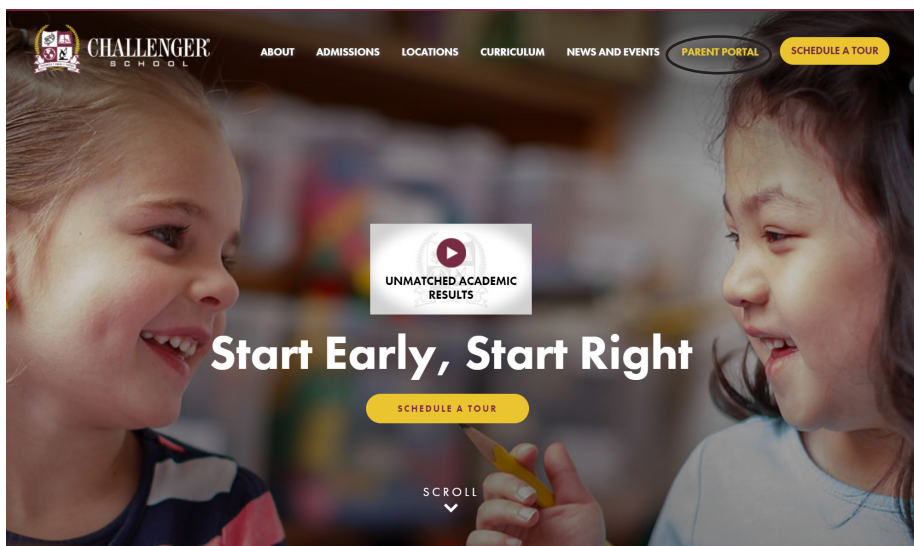 CHALLENGER®
SCHOOL
ABOUT ADMISSIONS LOCATIONS CURRICULUM NEWS AND EVENTS PARENT PORTAL SCHEDULE A TOUR
UNMATCHED ACADEMIC
RESULTS
Start Early, Start Right
SCHEDULE A TOUR
SCROLL